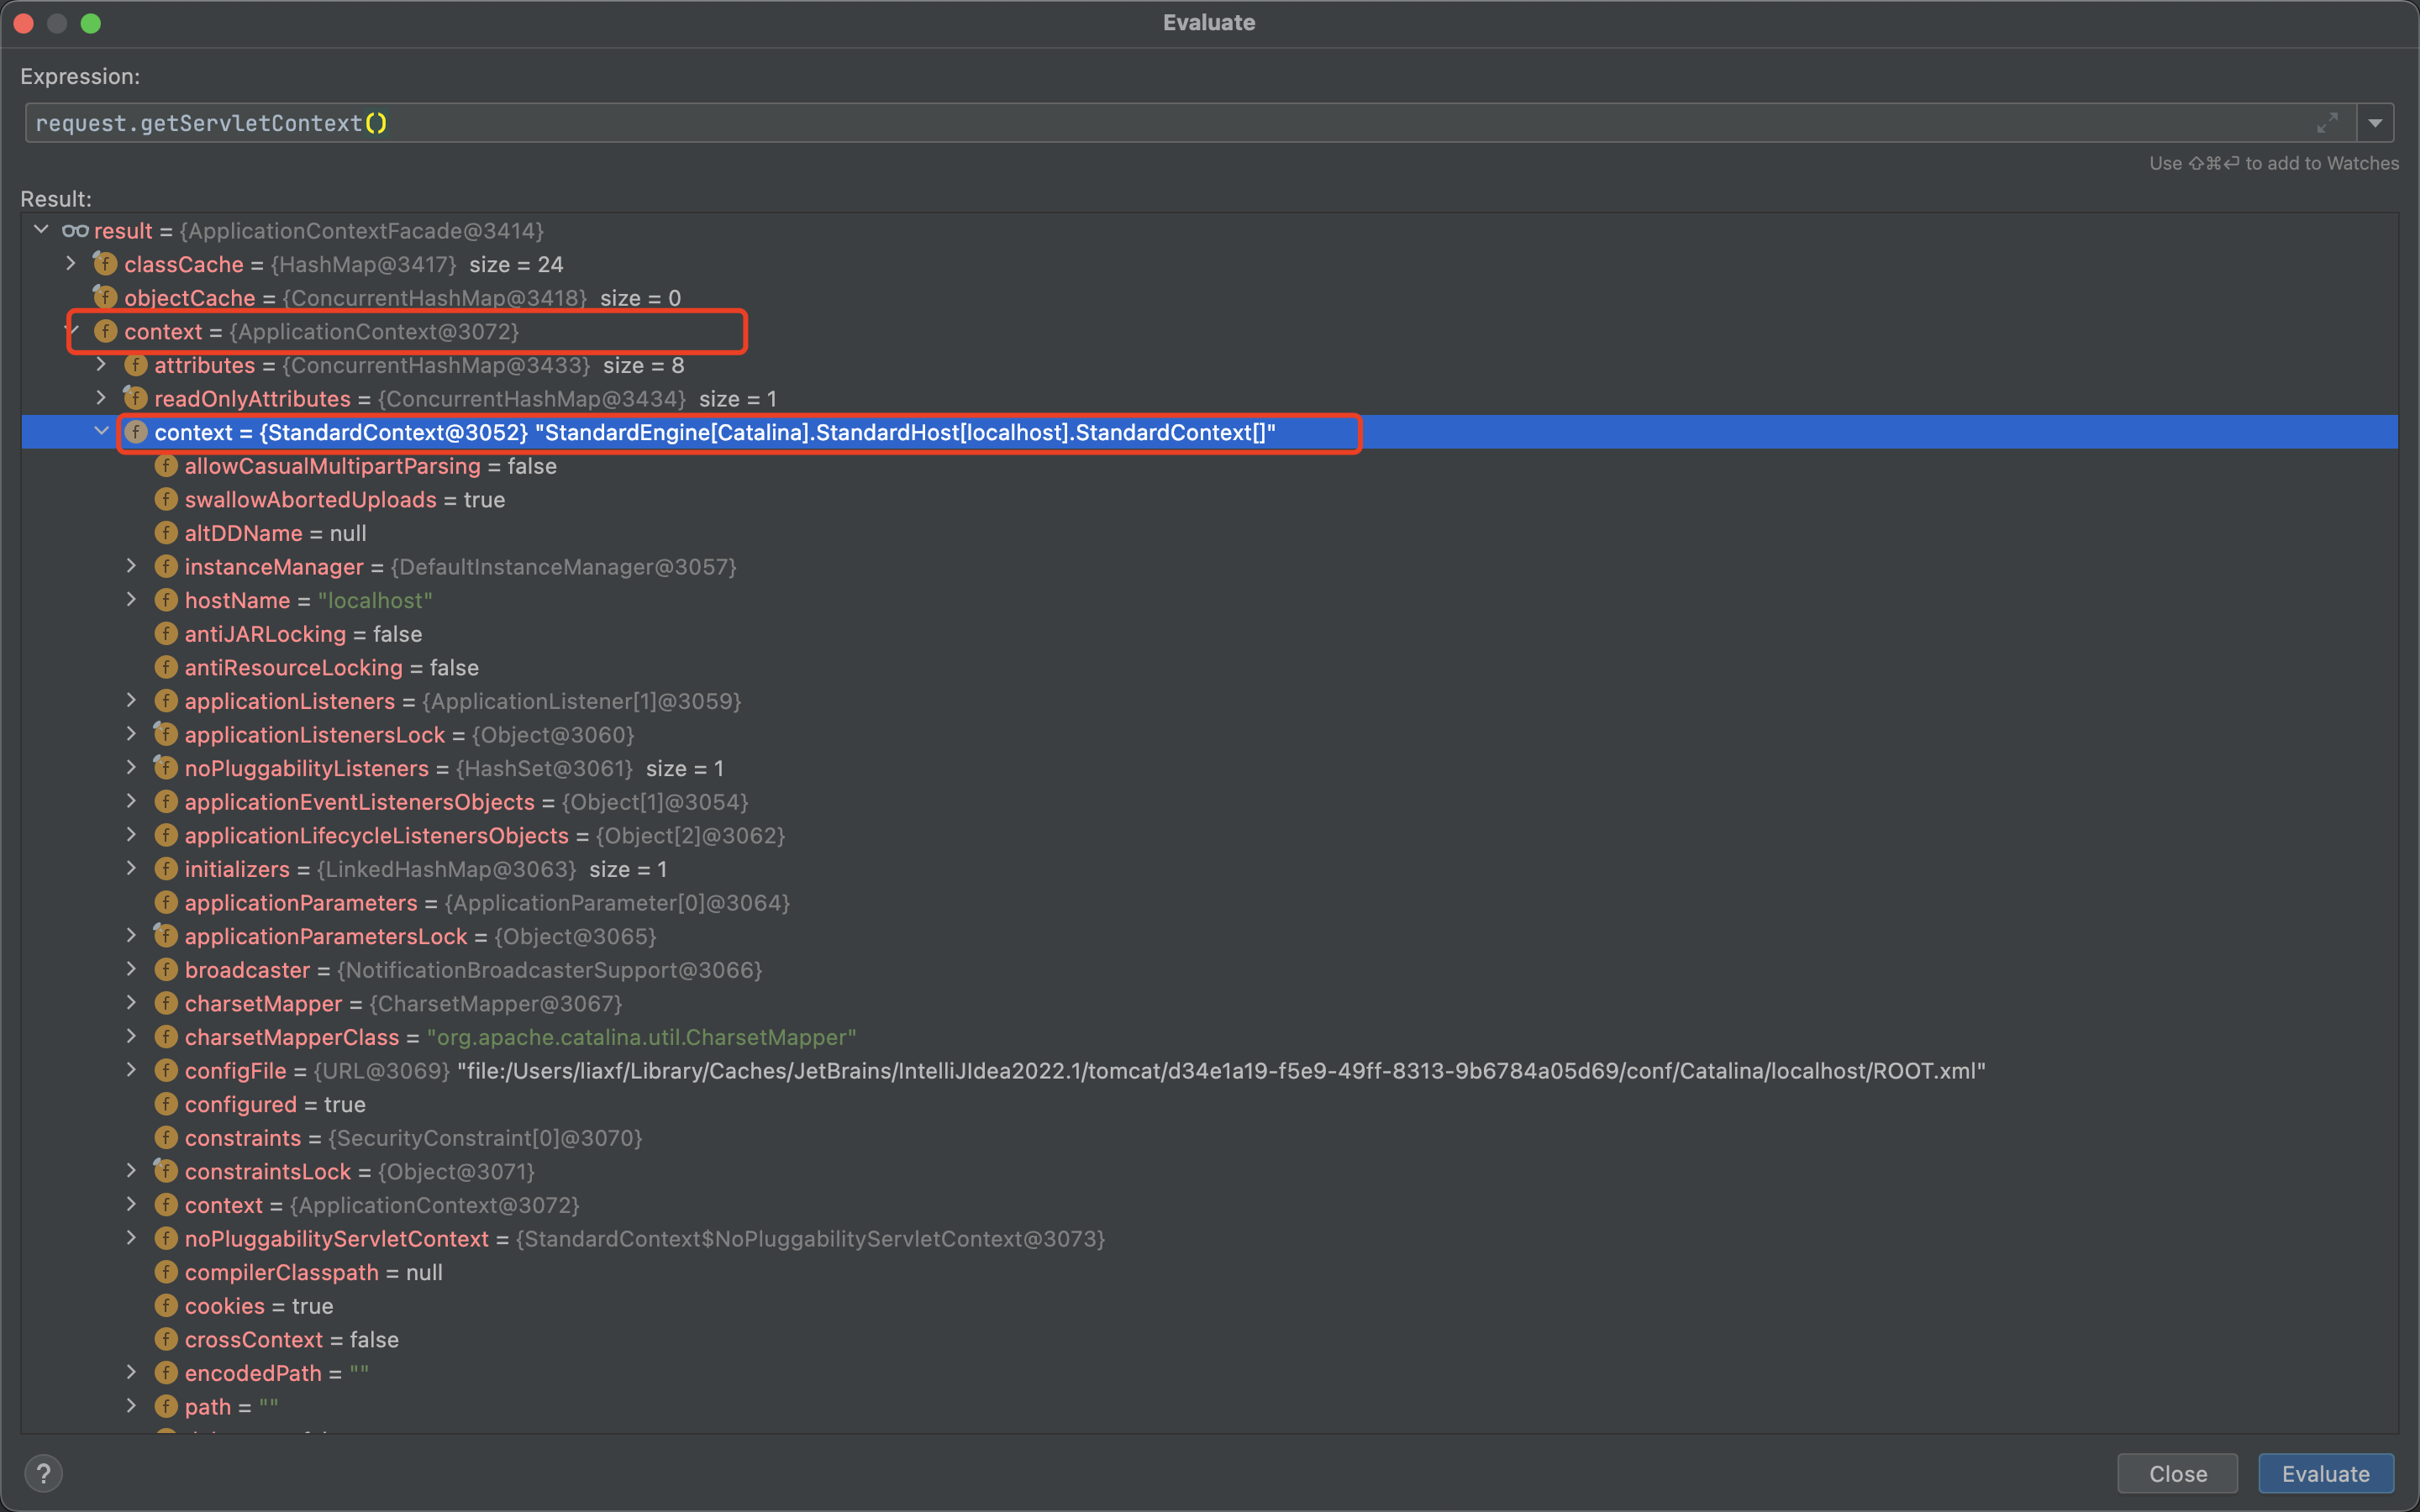 Evaluate
Expression:
request.getServletContext()
Use ⇧⌘⏎ to add to Watches
Result:
result = {ApplicationContextFacade@3414}
classCache = {HashMap@3417} size = 24
objectCache = {ConcurrentHashMap@3418} size = 0
context = {ApplicationContext@3072}
attributes = {ConcurrentHashMap@3433} size = 8
readOnlyAttributes = {ConcurrentHashMap@3434} size = 1
context = {StandardContext@3052} "StandardEngine[Catalina].StandardHost[localhost].StandardContext[]"
allowCasualMultipartParsing = false
swallowAbortedUploads = true
altDDName = null
instanceManager = {DefaultInstanceManager@3057}
hostName = "localhost"
antiJARLocking = false
antiResourceLocking = false
applicationListeners = {ApplicationListener[1]@3059}
applicationListenersLock = {Object@3060}
noPluggabilityListeners = {HashSet@3061} size = 1
applicationEventListenersObjects = {Object[1]@3054}
applicationLifecycleListenersObjects = {Object[2]@3062}
initializers = {LinkedHashMap@3063} size = 1
applicationParameters = {ApplicationParameter[0]@3064}
applicationParametersLock = {Object@3065}
broadcaster = {NotificationBroadcasterSupport@3066}
charsetMapper = {CharsetMapper@3067}
charsetMapperClass = "org.apache.catalina.util.CharsetMapper"
configFile = {URL@3069} "file:/Users/liaxf/Library/Caches/JetBrains/IntelliJIdea2022.1/tomcat/d34e1a19-f5e9-49ff-8313-9b6784a05d69/conf/Catalina/localhost/ROOT.xml"
configured = true
constraints = {SecurityConstraint[0]@3070}
constraintsLock = {Object@3071}
context = {ApplicationContext@3072}
noPluggabilityServletContext = {StandardContext$NoPluggabilityServletContext@3073}
compilerClasspath = null
cookies = true
crossContext = false
encodedPath = ""
path = ""
?
Close
Evaluate